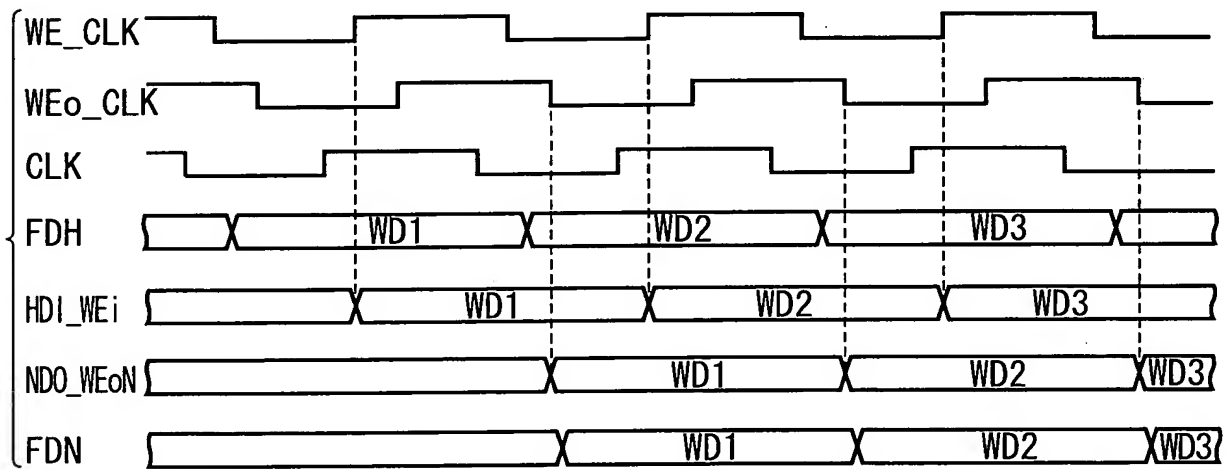 WE_CLK
WEo_CLK
CLK
FDH WD1 WD2 WD3
HDI_WEi WD1 WD2 WD3
NDO_WEoN WD1 WD2 WD3
FDN WD1 WD2 WD3